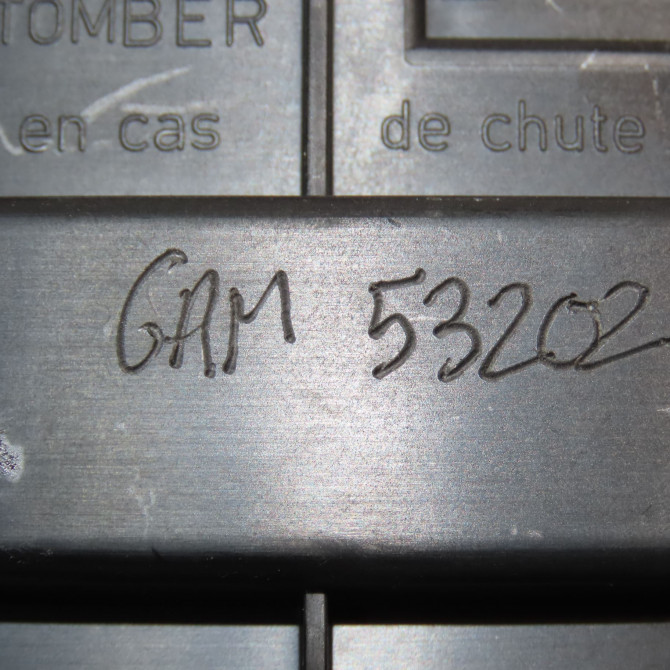 TOMBER
en cas de chute
GAM 53202